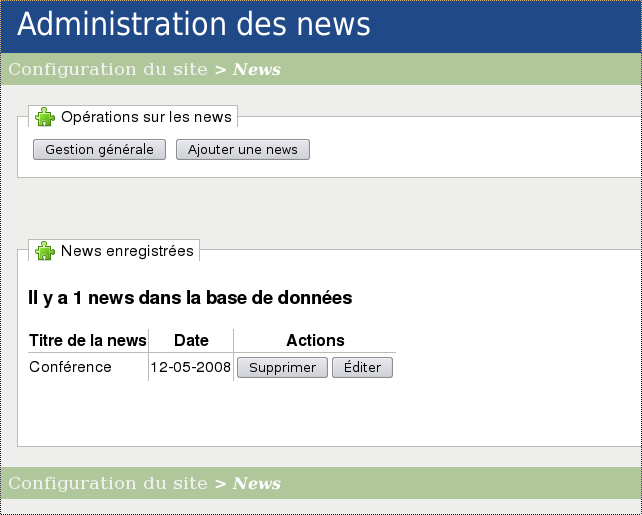 Administration des news
Configuration du site > News
Opérations sur les news
Gestion générale Ajouter une news
News enregistrées
Il y a 1 news dans la base de données
Titre de la news Date Actions
Conférence 12-05-2008 Supprimer Éditer
Configuration du site > News